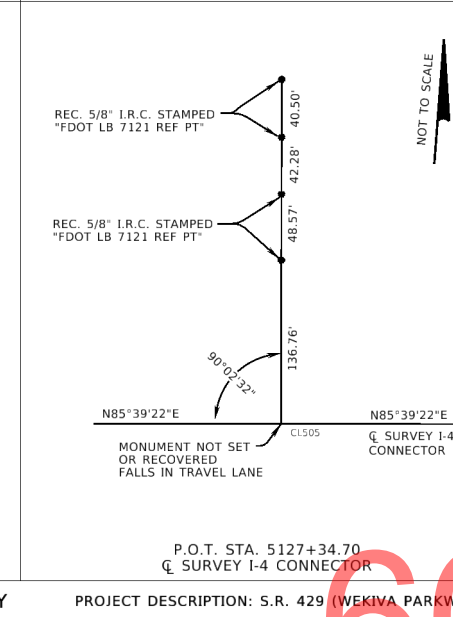 40.50'
NOT TO SCALE
REC. 5/8" I.R.C. STAMPED
"FDOT LB 7121 REF PT"
42.28'
48.57'
REC. 5/8" I.R.C. STAMPED
"FDOT LB 7121 REF PT"
136.76'
90°02'32"
N85°39'22"E
N85°39'22"E
CL505
MONUMENT NOT SET
OR RECOVERED
FALLS IN TRAVEL LANE
℄ SURVEY I-4
CONNECTOR
P.O.T. STA. 5127+34.70
℄ SURVEY I-4 CONNECTOR
Y
PROJECT DESCRIPTION: S.R. 429 (WEKIVA PARKW